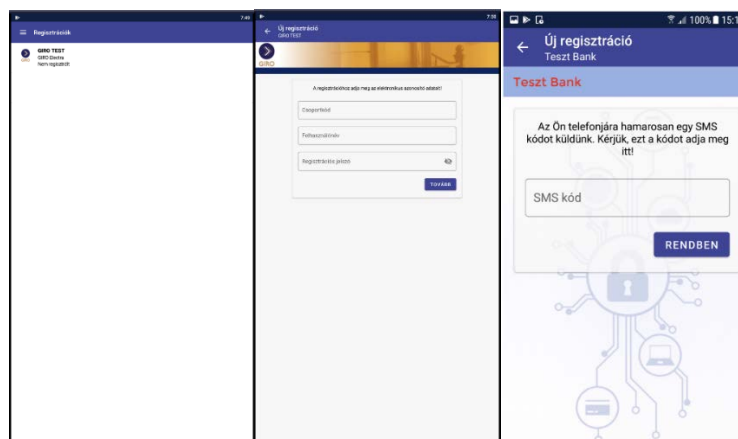 7:40
Regisztrációk
GIRO TEST
GIRO Electra
Nem regisztrált
7:38
Új regisztráció
GIRO TEST
GIRO
A regisztrációhoz adja meg az elektronikus azonosító adatait!
Csoportkód
Felhasználónév
Regisztrációs jelszó
TOVÁBB
100% 15:1
Új regisztráció
Teszt Bank
Teszt Bank
Az Ön telefonjára hamarosan egy SMS
kódot küldünk. Kérjük, ezt a kódot adja meg
itt!
SMS kód
RENDBEN